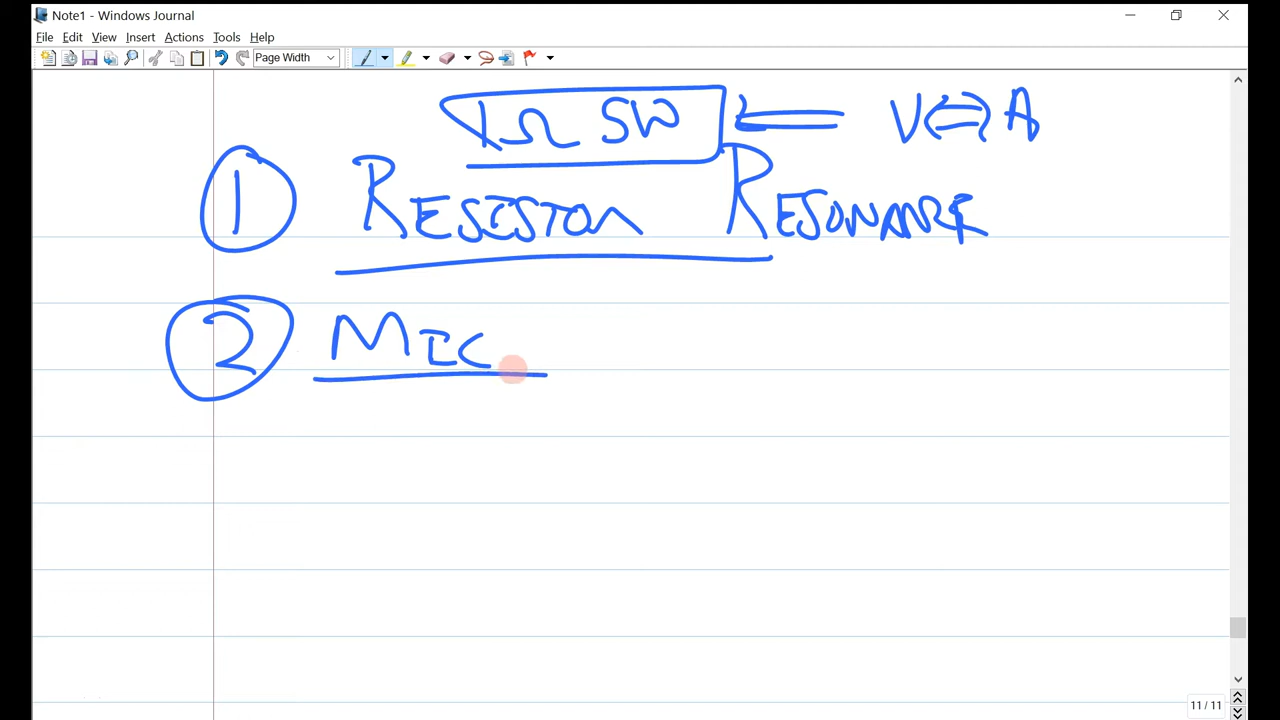 Note1 - Windows Journal
File Edit View Insert Actions Tools Help
Page Width
1Ω 5W ⇐ V⇔A
1 RESISTOR RESONANCE
2 MIC
11 / 11